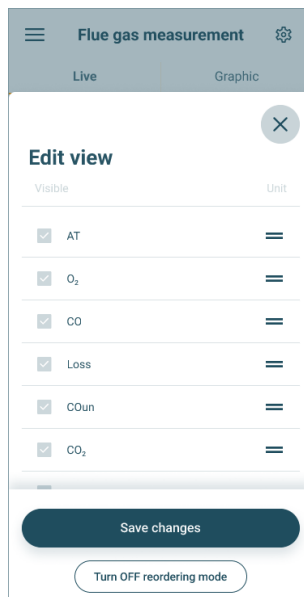 Flue gas measurement
Live Graphic
Edit view
Visible Unit
AT
O₂
CO
Loss
COun
CO₂
Save changes
Turn OFF reordering mode